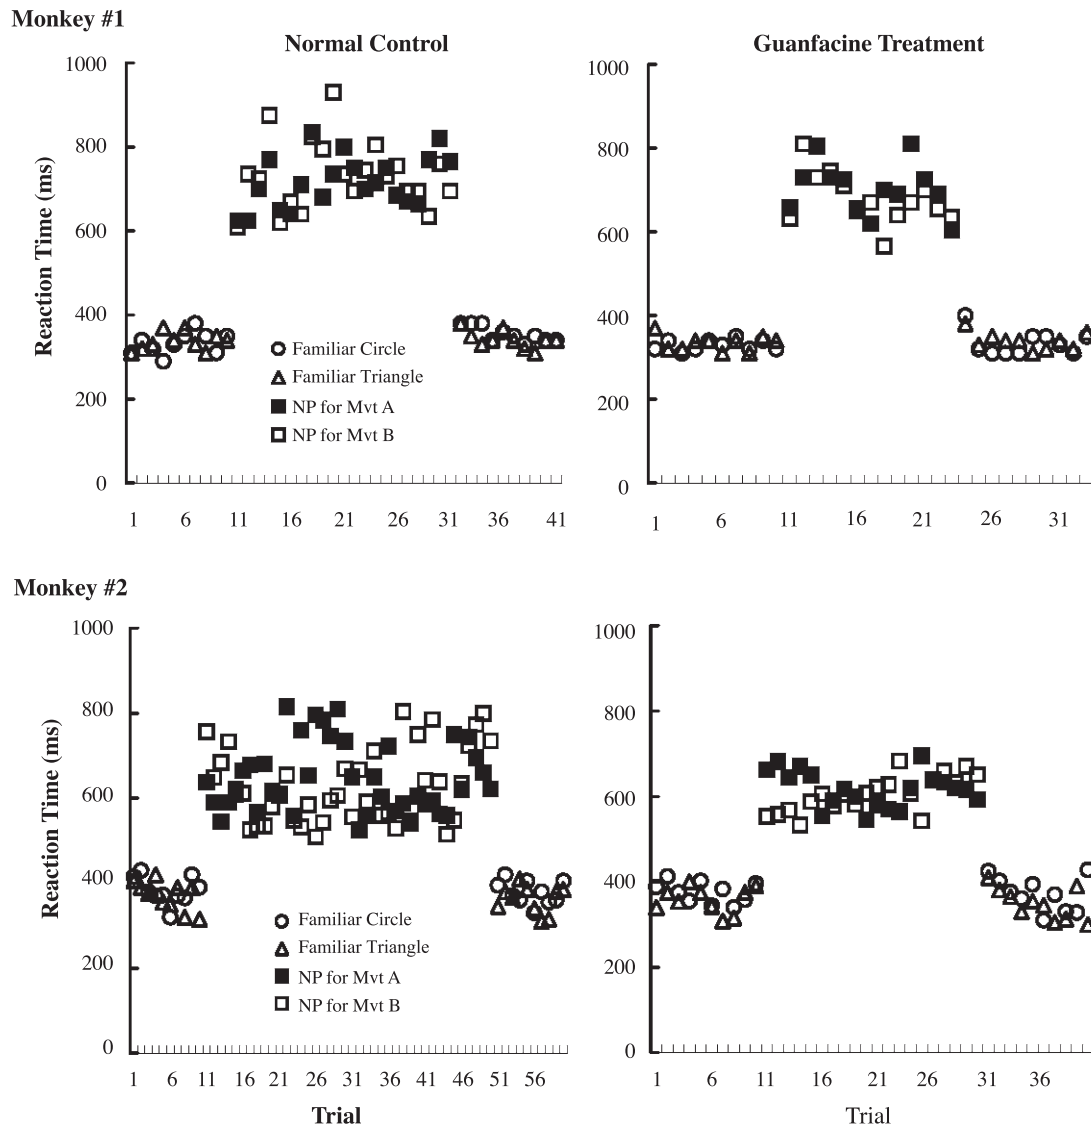 Monkey #1
Normal Control
Guanfacine Treatment
Reaction Time (ms)
1000
800
600
400
200
0
Familiar Circle
Familiar Triangle
NP for Mvt A
NP for Mvt B
1 6 11 16 21 26 31 36 41
1000
800
600
400
200
0
1 6 11 16 21 26 31
Monkey #2
Reaction Time (ms)
1000
800
600
400
200
0
Familiar Circle
Familiar Triangle
NP for Mvt A
NP for Mvt B
1 6 11 16 21 26 31 36 41 46 51 56
Trial
1000
800
600
400
200
0
1 6 11 16 21 26 31 36
Trial